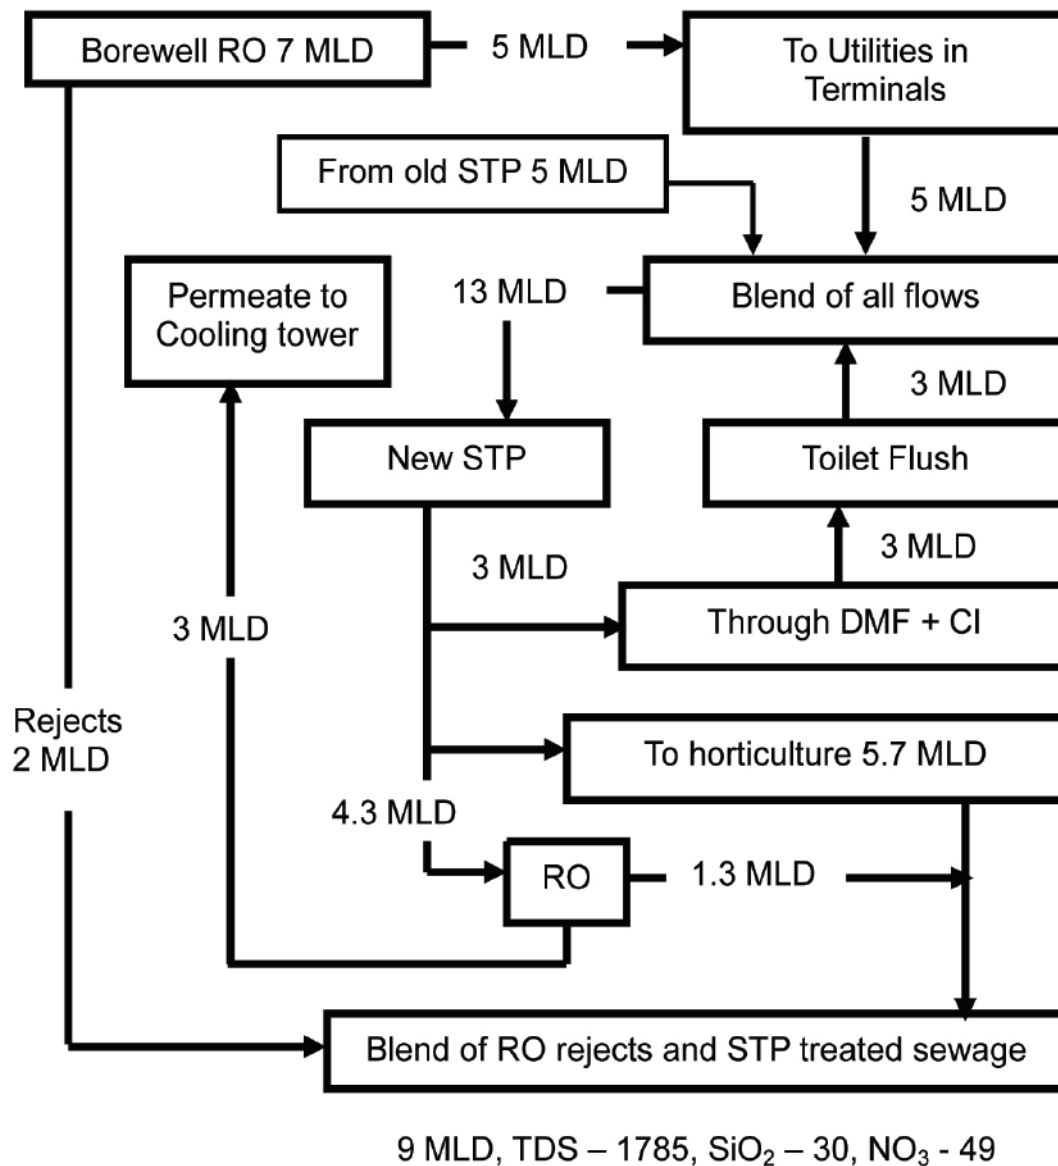 Borewell RO 7 MLD
5 MLD
To Utilities in
Terminals
From old STP 5 MLD
5 MLD
Permeate to
Cooling tower
13 MLD
Blend of all flows
3 MLD
New STP
Toilet Flush
3 MLD
3 MLD
Through DMF + CI
3 MLD
Rejects
2 MLD
To horticulture 5.7 MLD
4.3 MLD
RO
1.3 MLD
Blend of RO rejects and STP treated sewage
9 MLD, TDS – 1785, SiO₂ – 30, NO₃ - 49